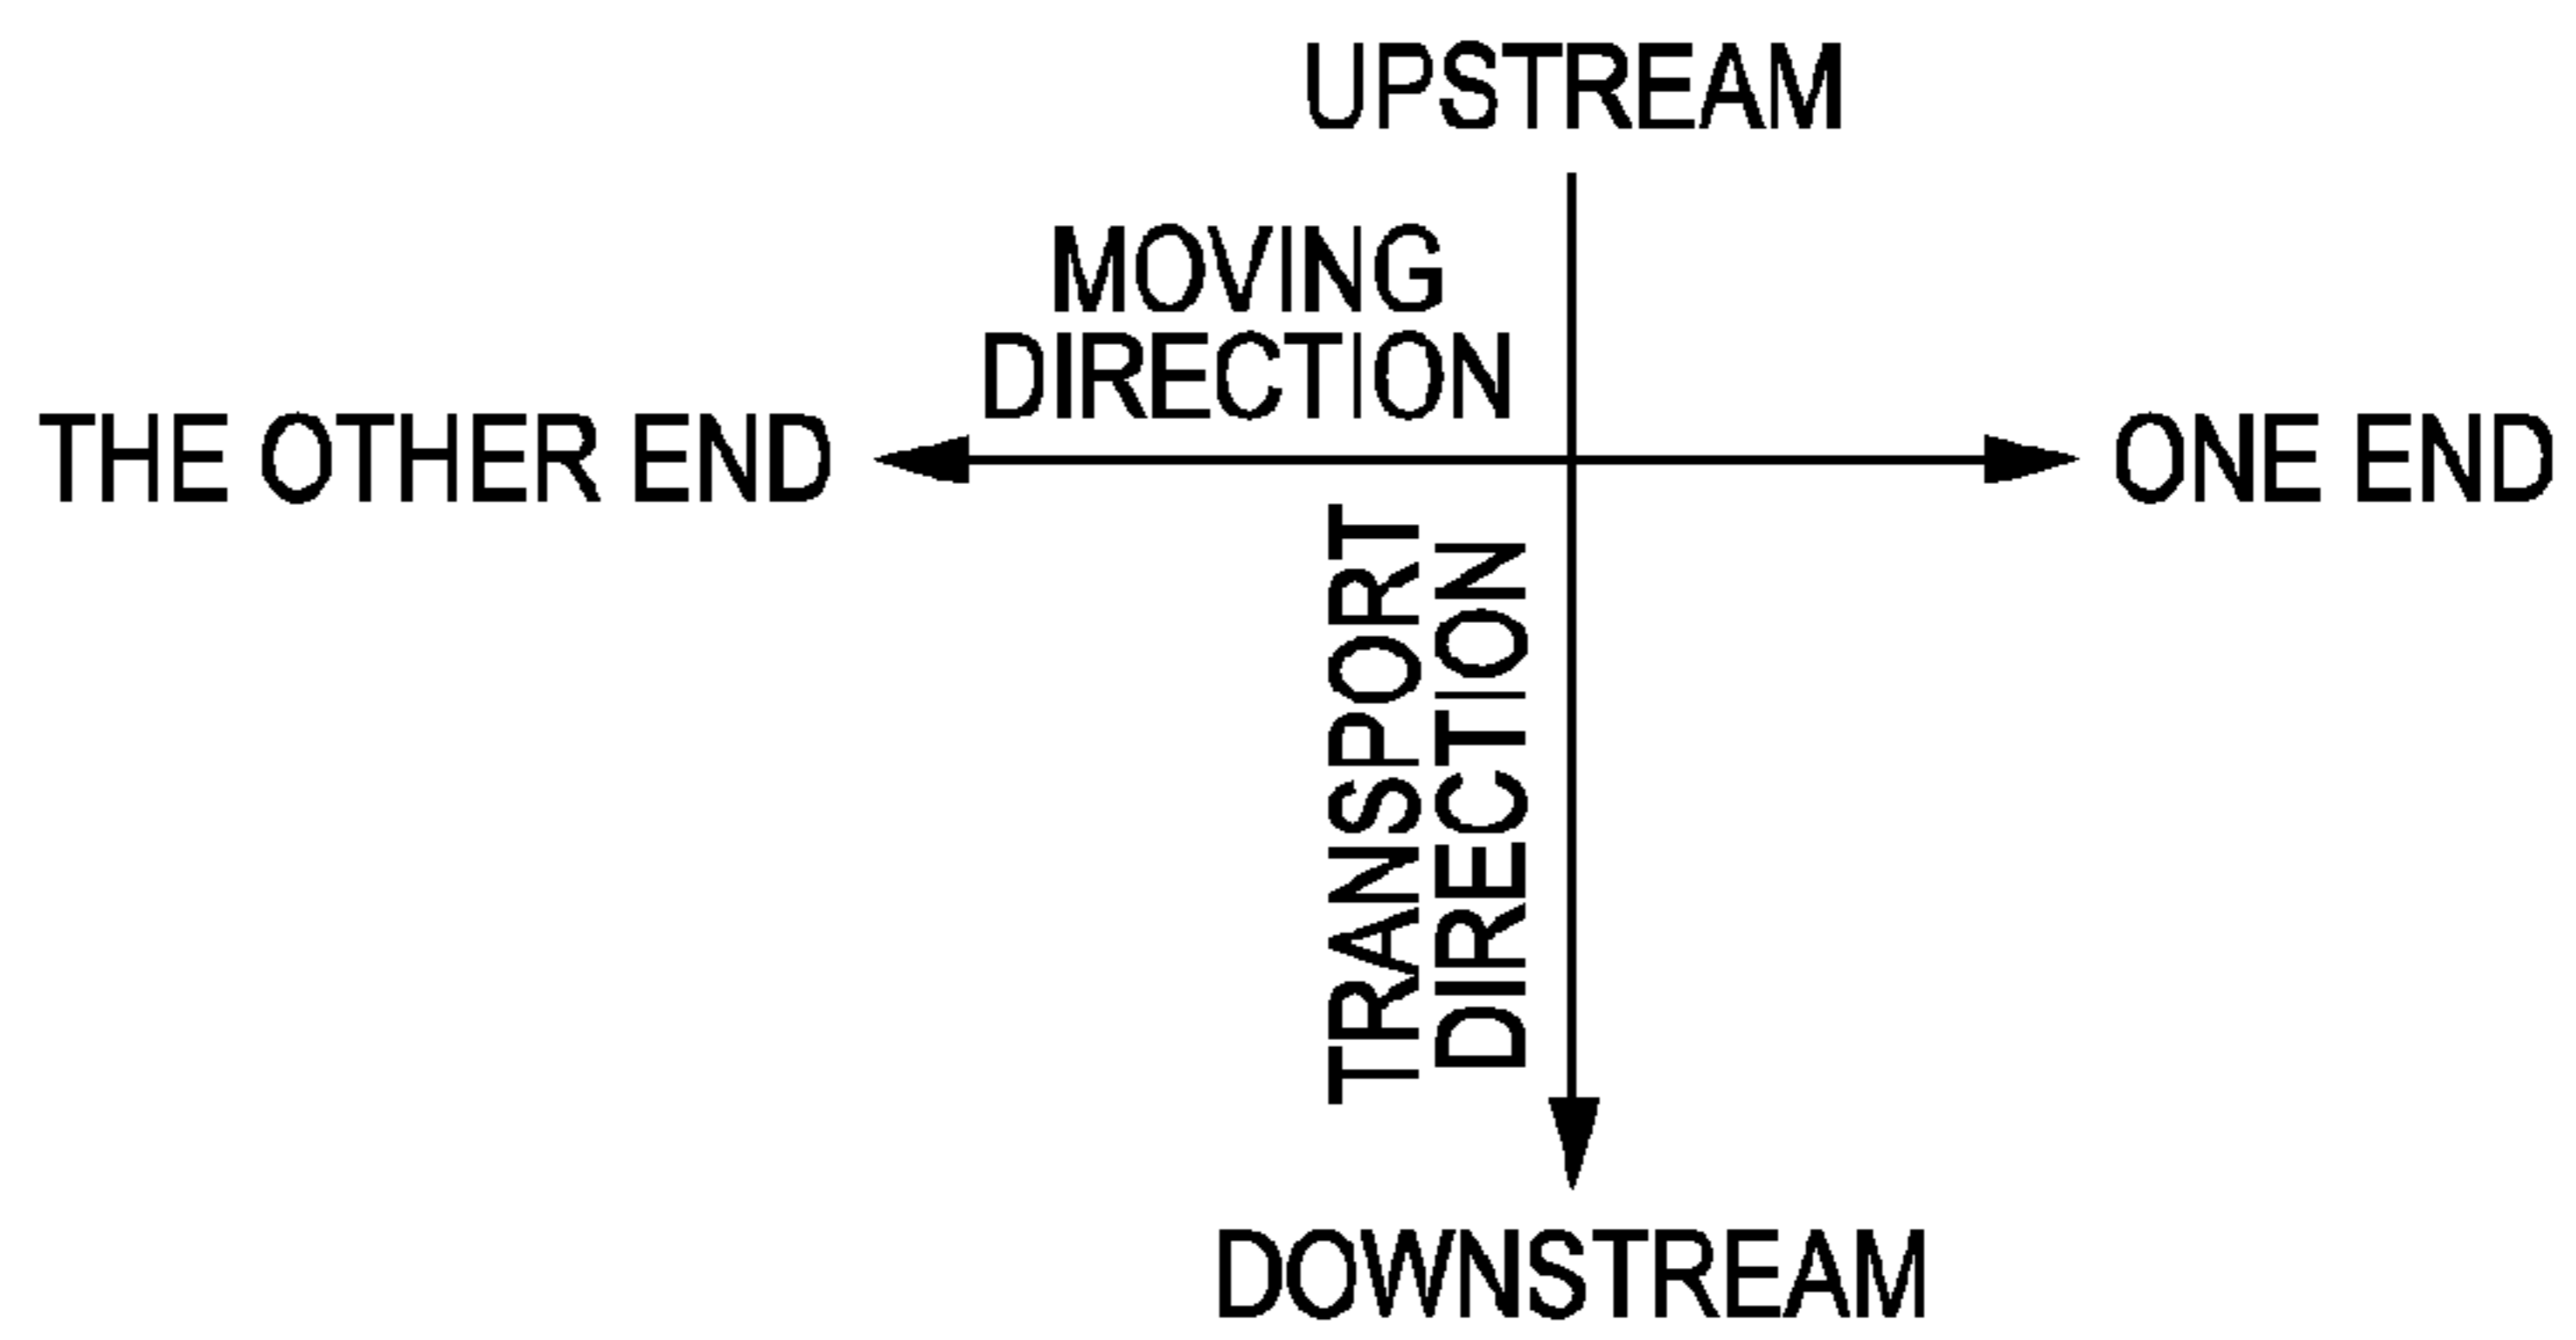 UPSTREAM
MOVING
DIRECTION
THE OTHER END
ONE END
TRANSPORT
DIRECTION
DOWNSTREAM